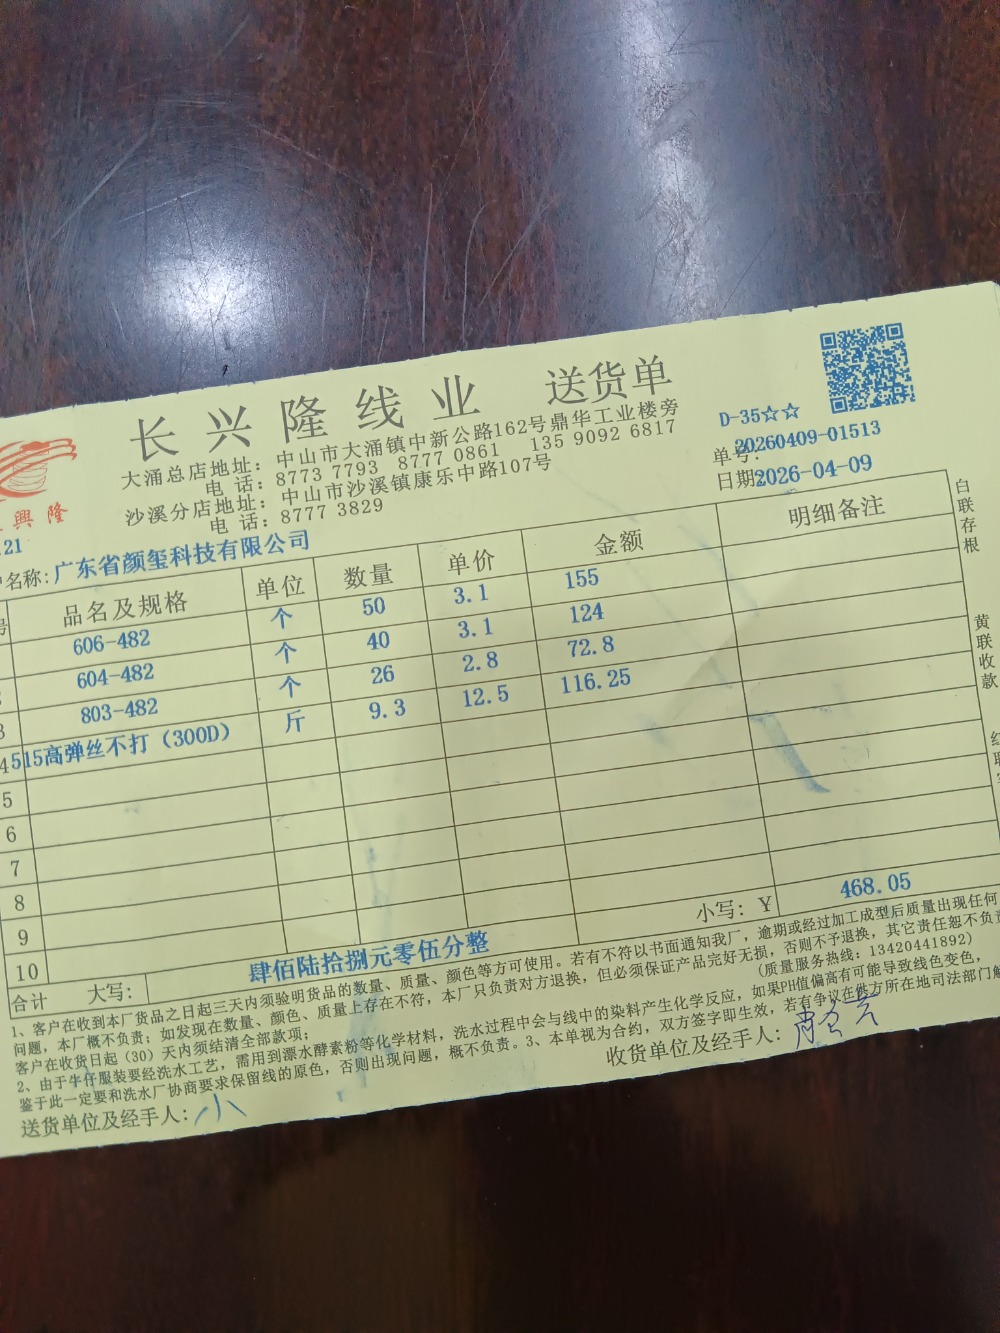 长兴隆线业 送货单
D-35☆☆
大涌总店地址：中山市大涌镇中新公路162号鼎华工业楼旁
电 话：8773 7793 8777 0861 135 9092 6817
沙溪分店地址：中山市沙溪镇康乐中路107号
电 话：8777 3829
单号：20260409-01513
日期2026-04-09
興隆
.21
名称：广东省颜玺科技有限公司
号 品名及规格 单位 数量 单价 金额 明细备注
606-482 个 50 3.1 155
604-482 个 40 3.1 124
3 803-482 个 26 2.8 72.8
4 515高弹丝不打（300D） 斤 9.3 12.5 116.25
5
6
7
8
9
10
小写：Y 468.05
合计 大写：肆佰陆拾捌元零伍分整
白联存根
黄联收款
红联
1、客户在收到本厂货品之日起三天内须验明货品的数量、质量、颜色等方可使用。若有不符以书面通知我厂，逾期或经过加工成型后质量出现任何
问题，本厂概不负责；如发现在数量、颜色、质量上存在不符，本厂只负责对方退换，但必须保证产品完好无损，否则不予退换，其它责任恕不负责
客户在收货日起（30）天内须结清全部款项； (质量服务热线：13420441892)
2、由于牛仔服装要经洗水工艺，需用到漂水酵素粉等化学材料，洗水过程中会与线中的染料产生化学反应，如果PH值偏高有可能导致线色变色，
鉴于此一定要和洗水厂协商要求保留线的原色，否则出现问题，概不负责。3、本单视为合约，双方签字即生效，若有争议在供方所在地司法部门解
送货单位及经手人：小
收货单位及经手人：